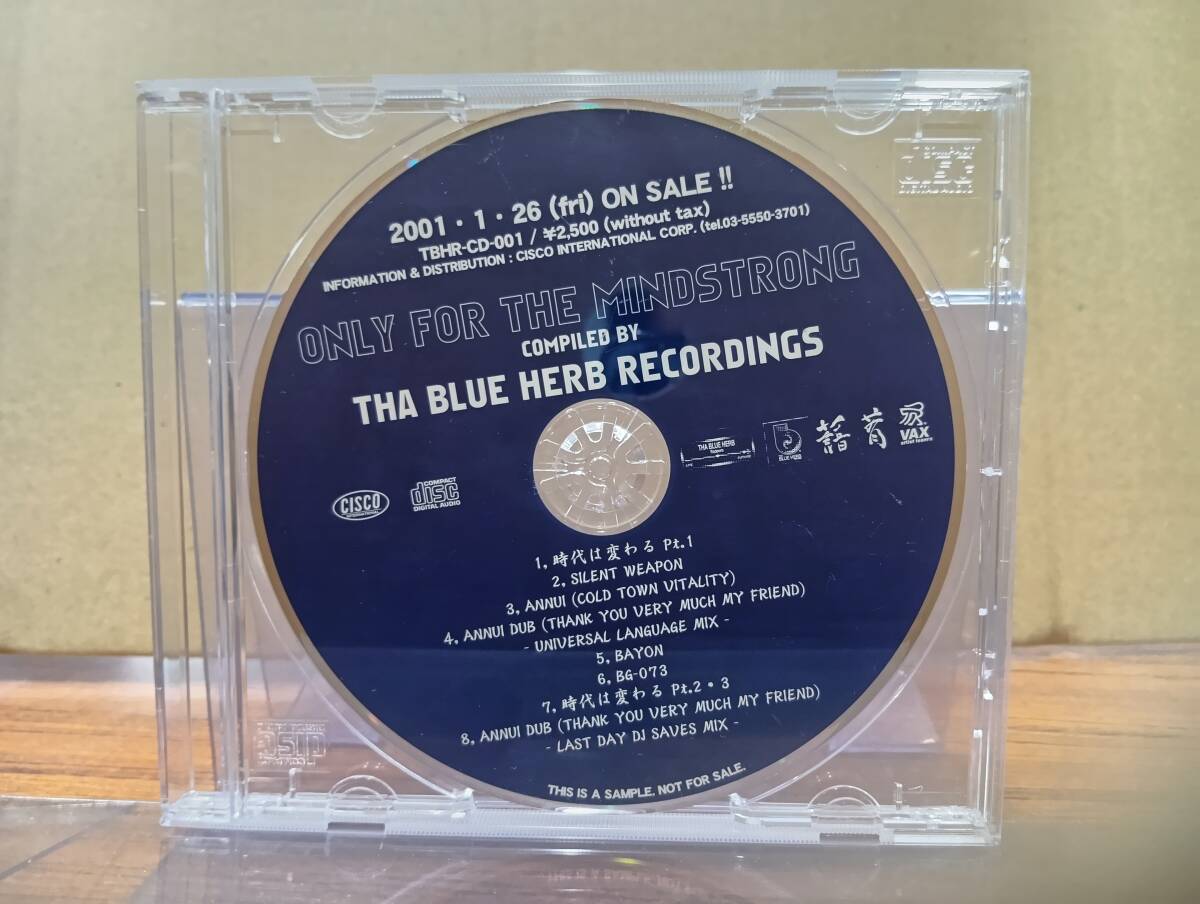 2001・1・26 (fri) ON SALE !!
TBHR-CD-001 / ¥2,500 (without tax)
INFORMATION & DISTRIBUTION : CISCO INTERNATIONAL CORP. (tel.03-5550-3701)
ONLY FOR THE MINDSTRONG
COMPILED BY
THA BLUE HERB RECORDINGS
THA BLUE HERB
BLUE HERB
VAX
CISCO
INTERNATIONAL
COMPACT
disc
DIGITAL AUDIO
1, 時代は変わる Pt.1
2, SILENT WEAPON
3, ANNUI (COLD TOWN VITALITY)
4, ANNUI DUB (THANK YOU VERY MUCH MY FRIEND)
- UNIVERSAL LANGUAGE MIX -
5, BAYON
6, BG-073
7, 時代は変わる Pt.2・3
8, ANNUI DUB (THANK YOU VERY MUCH MY FRIEND)
- LAST DAY DJ SAVES MIX -
THIS IS A SAMPLE. NOT FOR SALE.